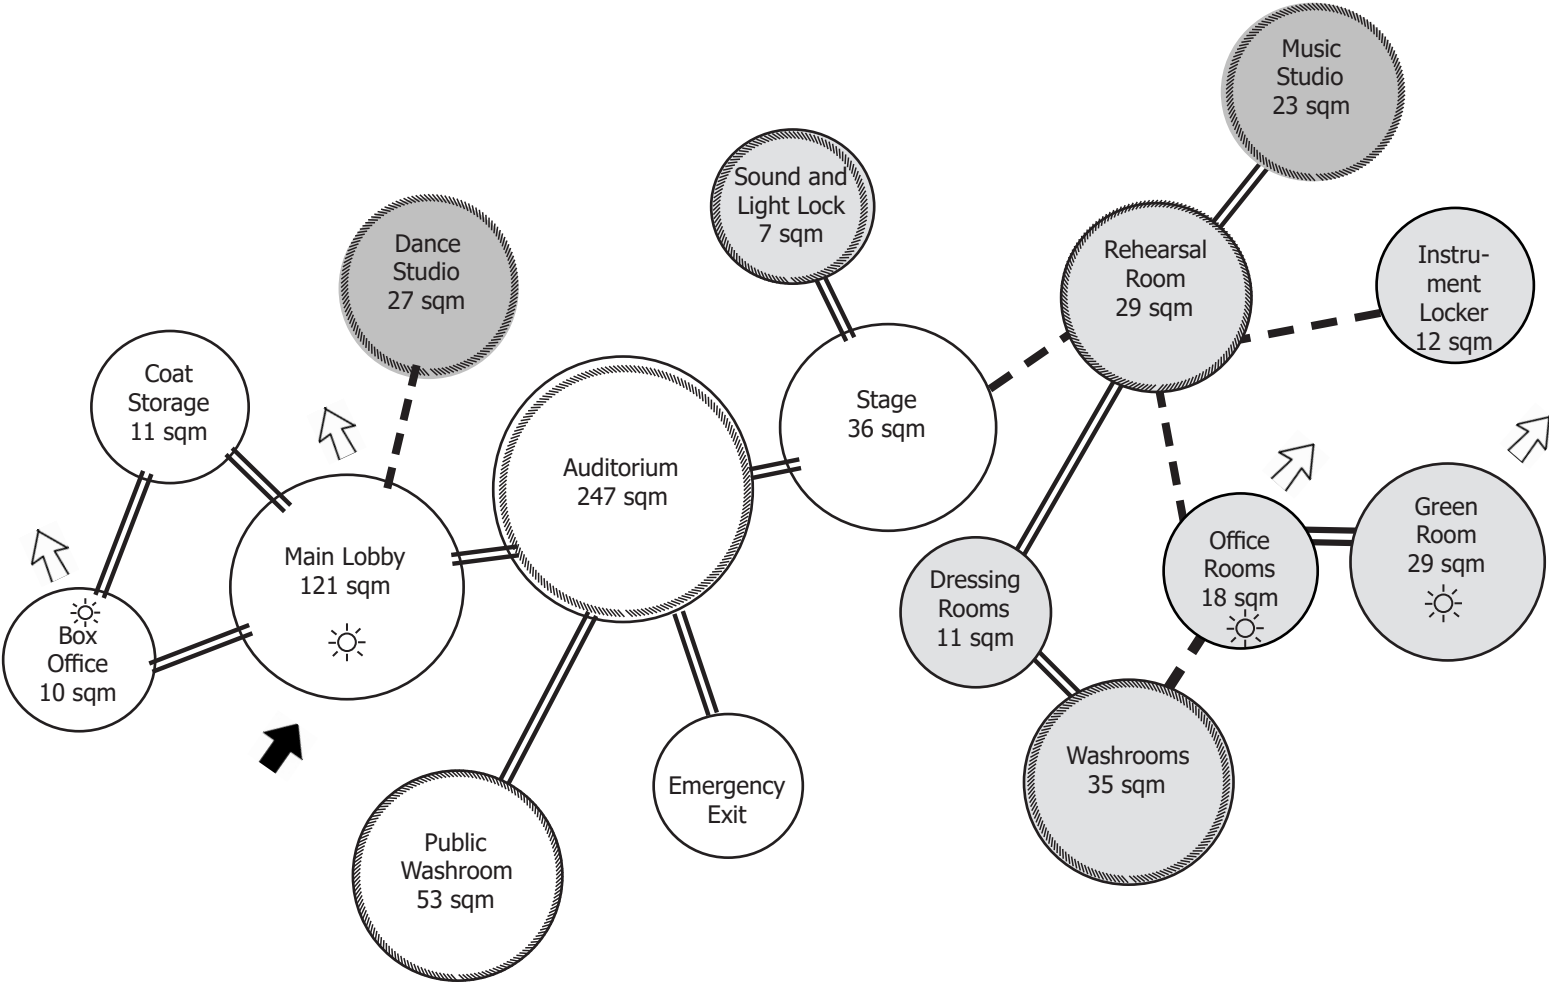 Music
Studio
23 sqm
Sound and
Light Lock
7 sqm
Dance
Studio
27 sqm
Rehearsal
Room
29 sqm
Instru-
ment
Locker
12 sqm
Coat
Storage
11 sqm
Stage
36 sqm
Auditorium
247 sqm
Main Lobby
121 sqm
Box
Office
10 sqm
Dressing
Rooms
11 sqm
Office
Rooms
18 sqm
Green
Room
29 sqm
Washrooms
35 sqm
Emergency
Exit
Public
Washroom
53 sqm